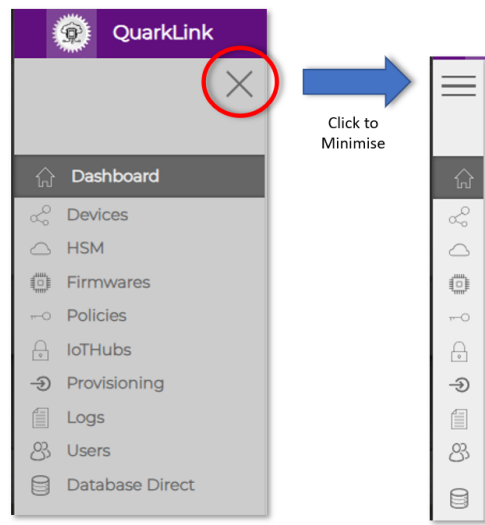 QuarkLink
Click to
Minimise
Dashboard
Devices
HSM
Firmwares
Policies
IoTHubs
Provisioning
Logs
Users
Database Direct